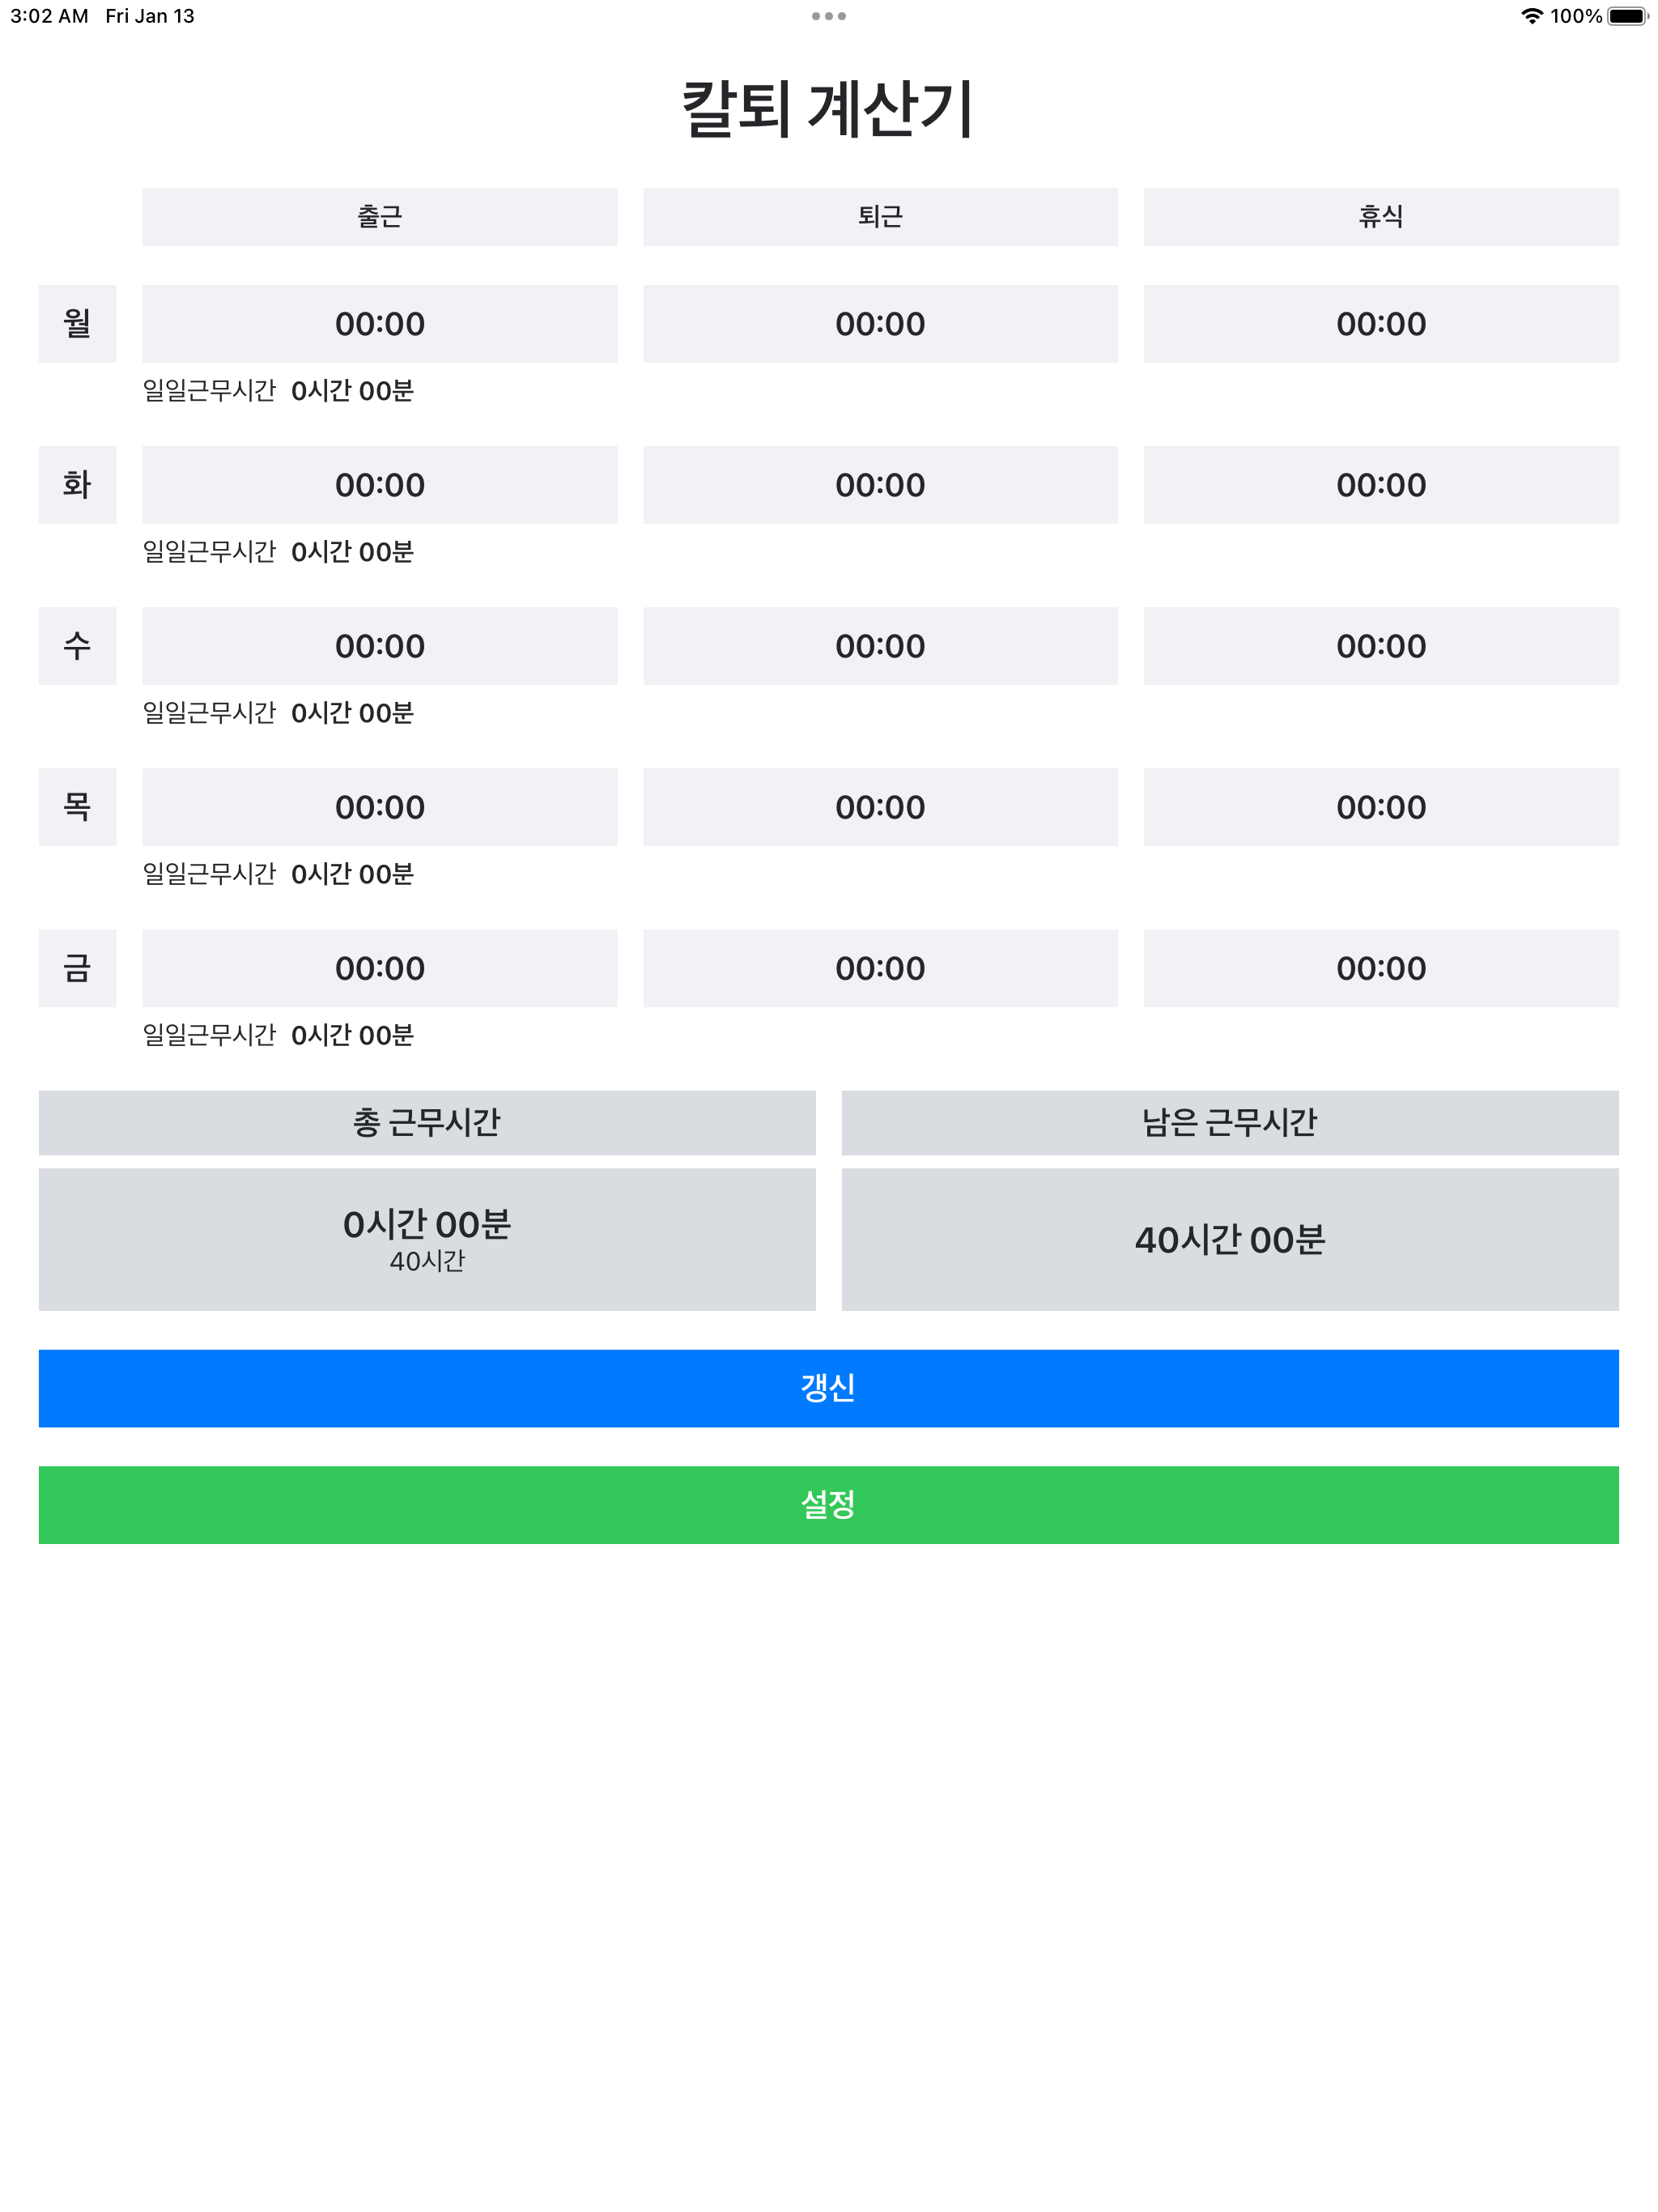 3:02 AM Fri Jan 13 100%
칼퇴 계산기
출근 퇴근 휴식
월 00:00 00:00 00:00
일일근무시간 0시간 00분
화 00:00 00:00 00:00
일일근무시간 0시간 00분
수 00:00 00:00 00:00
일일근무시간 0시간 00분
목 00:00 00:00 00:00
일일근무시간 0시간 00분
금 00:00 00:00 00:00
일일근무시간 0시간 00분
총 근무시간 남은 근무시간
0시간 00분
40시간
40시간 00분
갱신
설정